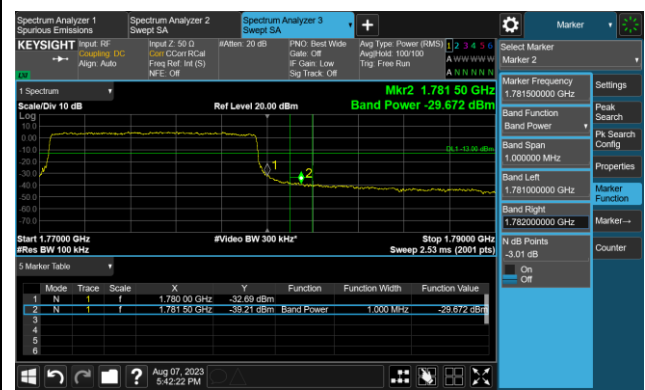 Spectrum Analyzer 1
Spurious Emissions
Spectrum Analyzer 2
Swept SA
Spectrum Analyzer 3
Swept SA
+
Marker
KEYSIGHT
Input: RF
Coupling: DC
Align: Auto
Input Z: 50 Ω
Corr CCorr RCal
Freq Ref: Int (S)
NFE: Off
#Atten: 20 dB
PNO: Best Wide
Gate: Off
IF Gain: Low
Sig Track: Off
Avg Type: Power (RMS)
Avg|Hold: 100/100
Trig: Free Run
1 2 3 4 5 6
A W W W W W
A N N N N N
Select Marker
Marker 2
1 Spectrum
Scale/Div 10 dB
Ref Level 20.00 dBm
Mkr2 1.781 50 GHz
Band Power -29.672 dBm
Log
10.0
0.00
-10.0
-20.0
-30.0
-40.0
-50.0
-60.0
-70.0
DL1 -13.00 dBm
1
2
Start 1.77000 GHz
#Res BW 100 kHz
#Video BW 300 kHz*
Stop 1.79000 GHz
Sweep 2.53 ms (2001 pts)
5 Marker Table
Mode Trace Scale X Y Function Function Width Function Value
1 N 1 f 1.780 00 GHz -32.69 dBm
2 N 1 f 1.781 50 GHz -39.21 dBm Band Power 1.000 MHz -29.672 dBm
3
4
5
6
Marker Frequency
1.781500000 GHz
Band Function
Band Power
Band Span
1.000000 MHz
Band Left
1.781000000 GHz
Band Right
1.782000000 GHz
N dB Points
-3.01 dB
On
Off
Settings
Peak
Search
Pk Search
Config
Properties
Marker
Function
Marker→
Counter
?
Aug 07, 2023
5:42:22 PM